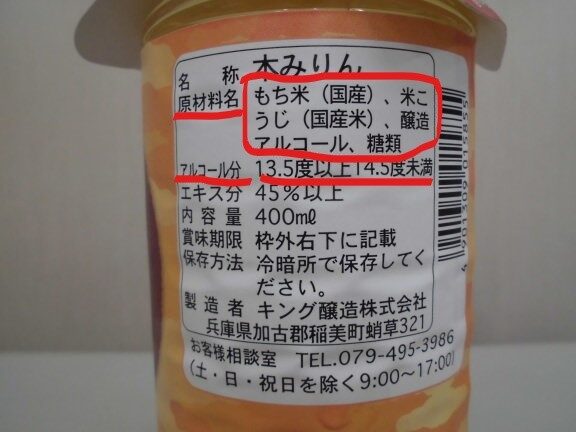 名称 本みりん
原材料名 もち米（国産）、米こ
うじ（国産米）、醸造
アルコール、糖類
アルコール分 13.5度以上14.5度未満
エキス分 45％以上
内容量 400mℓ
賞味期限 枠外右下に記載
保存方法 冷暗所で保存してく
ださい。
製造者 キング醸造株式会社
兵庫県加古郡稲美町蛸草321
お客様相談室 TEL.079-495-3986
（土・日・祝日を除く9:00～17:00）
4901309015855